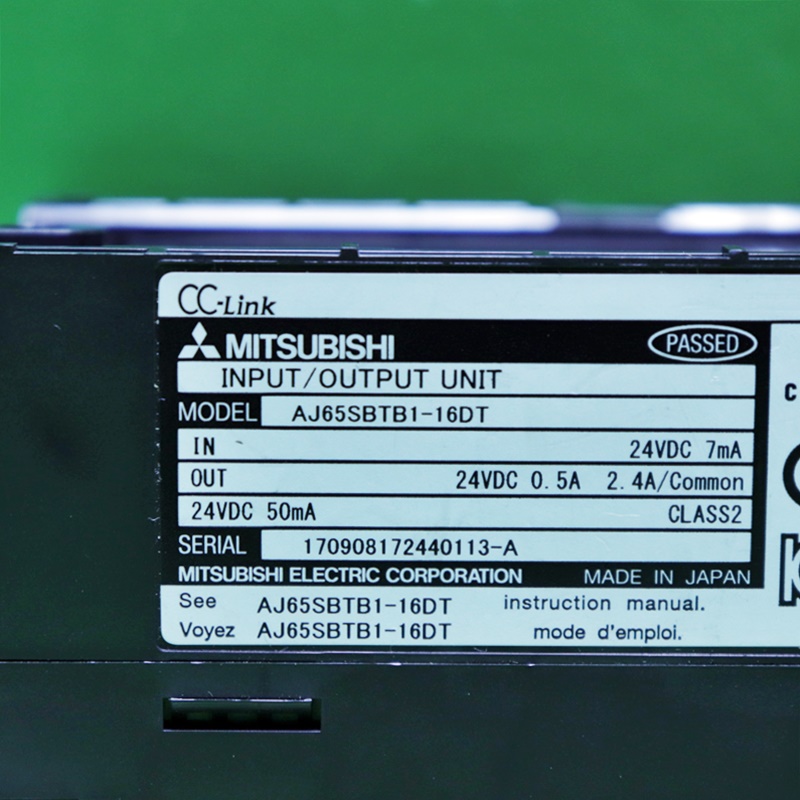 CC-Link
MITSUBISHI PASSED
INPUT/OUTPUT UNIT
MODEL AJ65SBTB1-16DT
IN 24VDC 7mA
OUT 24VDC 0.5A 2.4A/Common
24VDC 50mA CLASS2
SERIAL 170908172440113-A
MITSUBISHI ELECTRIC CORPORATION MADE IN JAPAN
See AJ65SBTB1-16DT instruction manual.
Voyez AJ65SBTB1-16DT mode d'emploi.